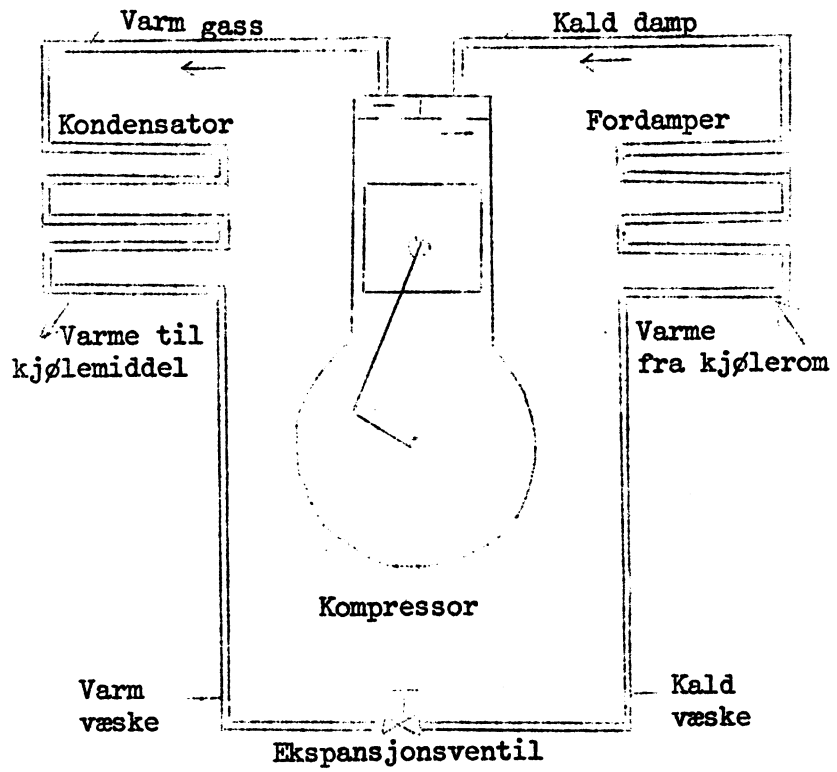 Varm gass
Kald damp
Kondensator
Fordamper
Varme til
kjølemiddel
Varme
fra kjølerom
Kompressor
Varm
væske
Kald
væske
Ekspansjonsventil